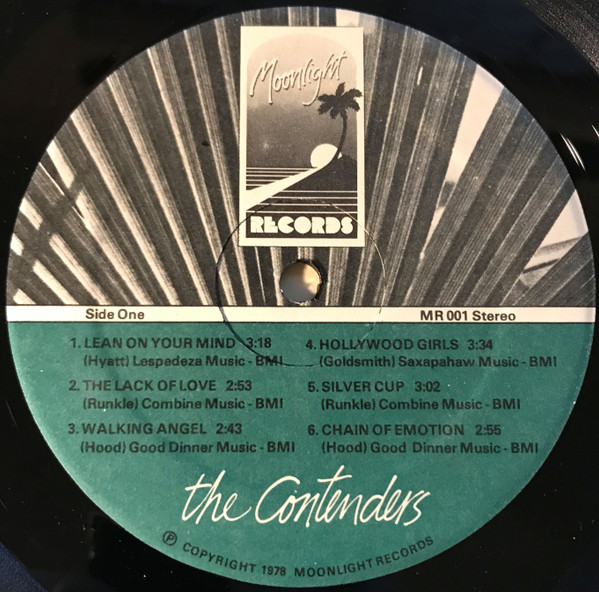 Moonlight
RECORDS
Side One
MR 001 Stereo
1. LEAN ON YOUR MIND 3:18
(Hyatt) Lespedeza Music - BMI
2. THE LACK OF LOVE 2:53
(Runkle) Combine Music - BMI
3. WALKING ANGEL 2:43
(Hood) Good Dinner Music - BMI
4. HOLLYWOOD GIRLS 3:34
(Goldsmith) Saxapahaw Music - BMI
5. SILVER CUP 3:02
(Runkle) Combine Music - BMI
6. CHAIN OF EMOTION 2:55
(Hood) Good Dinner Music - BMI
the Contenders
℗ COPYRIGHT 1978 MOONLIGHT RECORDS